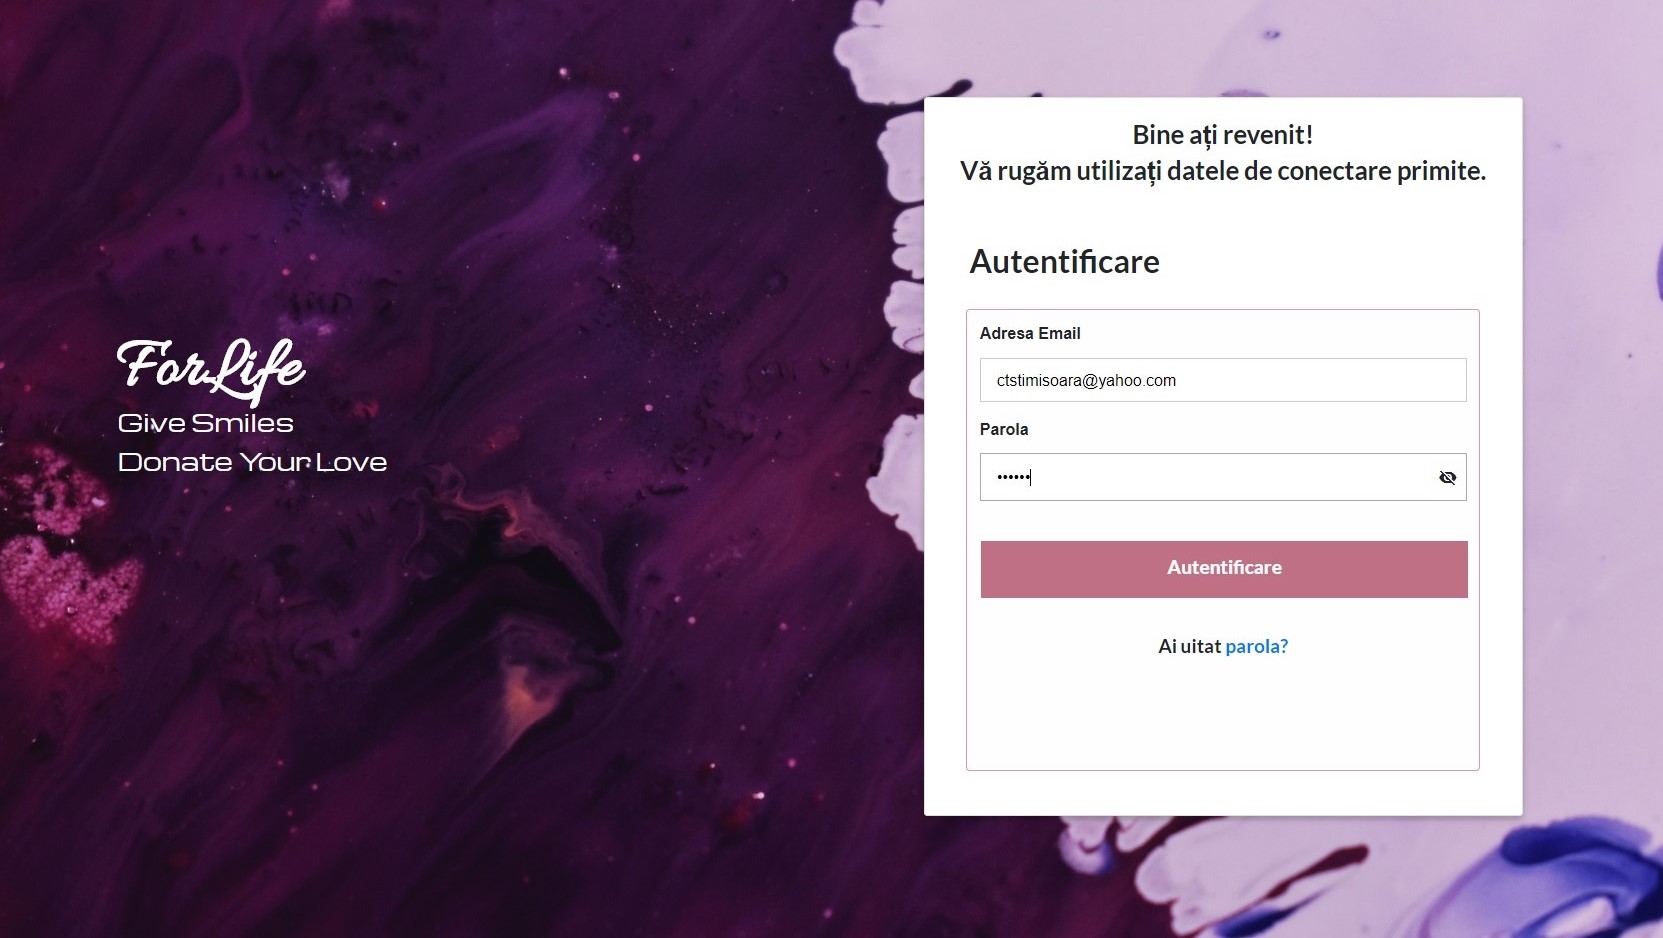 ForLife
Give Smiles
Donate Your Love
Bine ați revenit!
Vă rugăm utilizați datele de conectare primite.
Autentificare
Adresa Email
ctstimisoara@yahoo.com
Parola
••••••
Autentificare
Ai uitat parola?